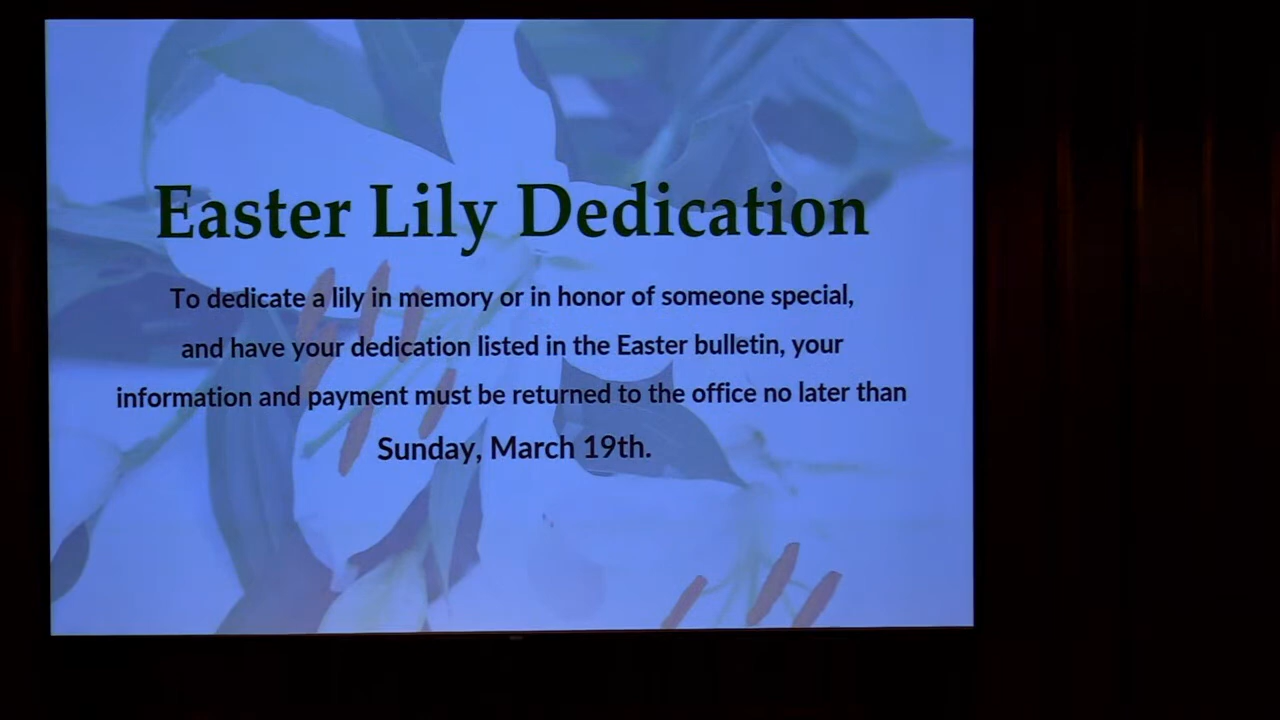 Easter Lily Dedication
To dedicate a lily in memory or in honor of someone special,
and have your dedication listed in the Easter bulletin, your
information and payment must be returned to the office no later than
Sunday, March 19th.